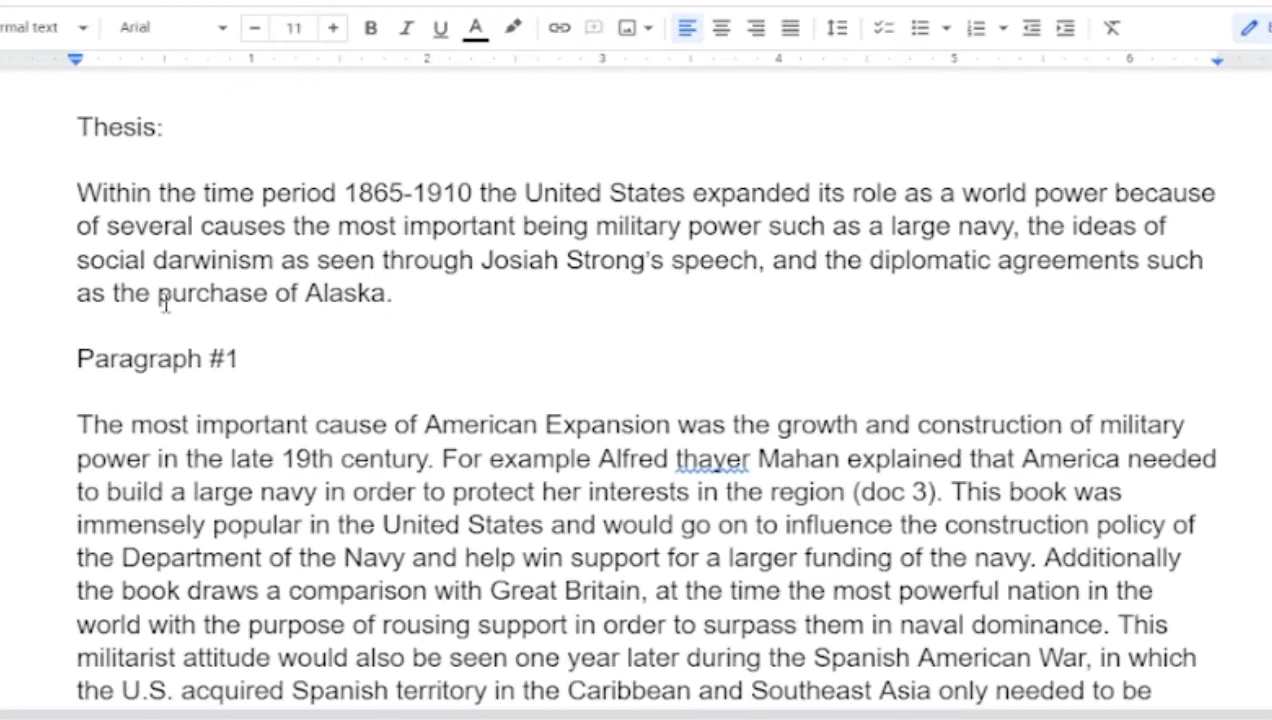 rmal text Arial 11 B I U A
1 2 3 4 5 6
Thesis:
Within the time period 1865-1910 the United States expanded its role as a world power because
of several causes the most important being military power such as a large navy, the ideas of
social darwinism as seen through Josiah Strong's speech, and the diplomatic agreements such
as the purchase of Alaska.
Paragraph #1
The most important cause of American Expansion was the growth and construction of military
power in the late 19th century. For example Alfred thayer Mahan explained that America needed
to build a large navy in order to protect her interests in the region (doc 3). This book was
immensely popular in the United States and would go on to influence the construction policy of
the Department of the Navy and help win support for a larger funding of the navy. Additionally
the book draws a comparison with Great Britain, at the time the most powerful nation in the
world with the purpose of rousing support in order to surpass them in naval dominance. This
militarist attitude would also be seen one year later during the Spanish American War, in which
the U.S. acquired Spanish territory in the Caribbean and Southeast Asia only needed to be